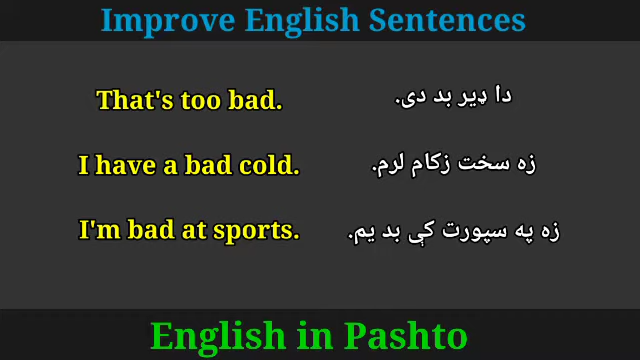 Improve English Sentences
That's too bad.
دا ډیر بد دی.
I have a bad cold.
زه سخت زکام لرم.
I'm bad at sports.
زه په سپورت کې بد یم.
English in Pashto